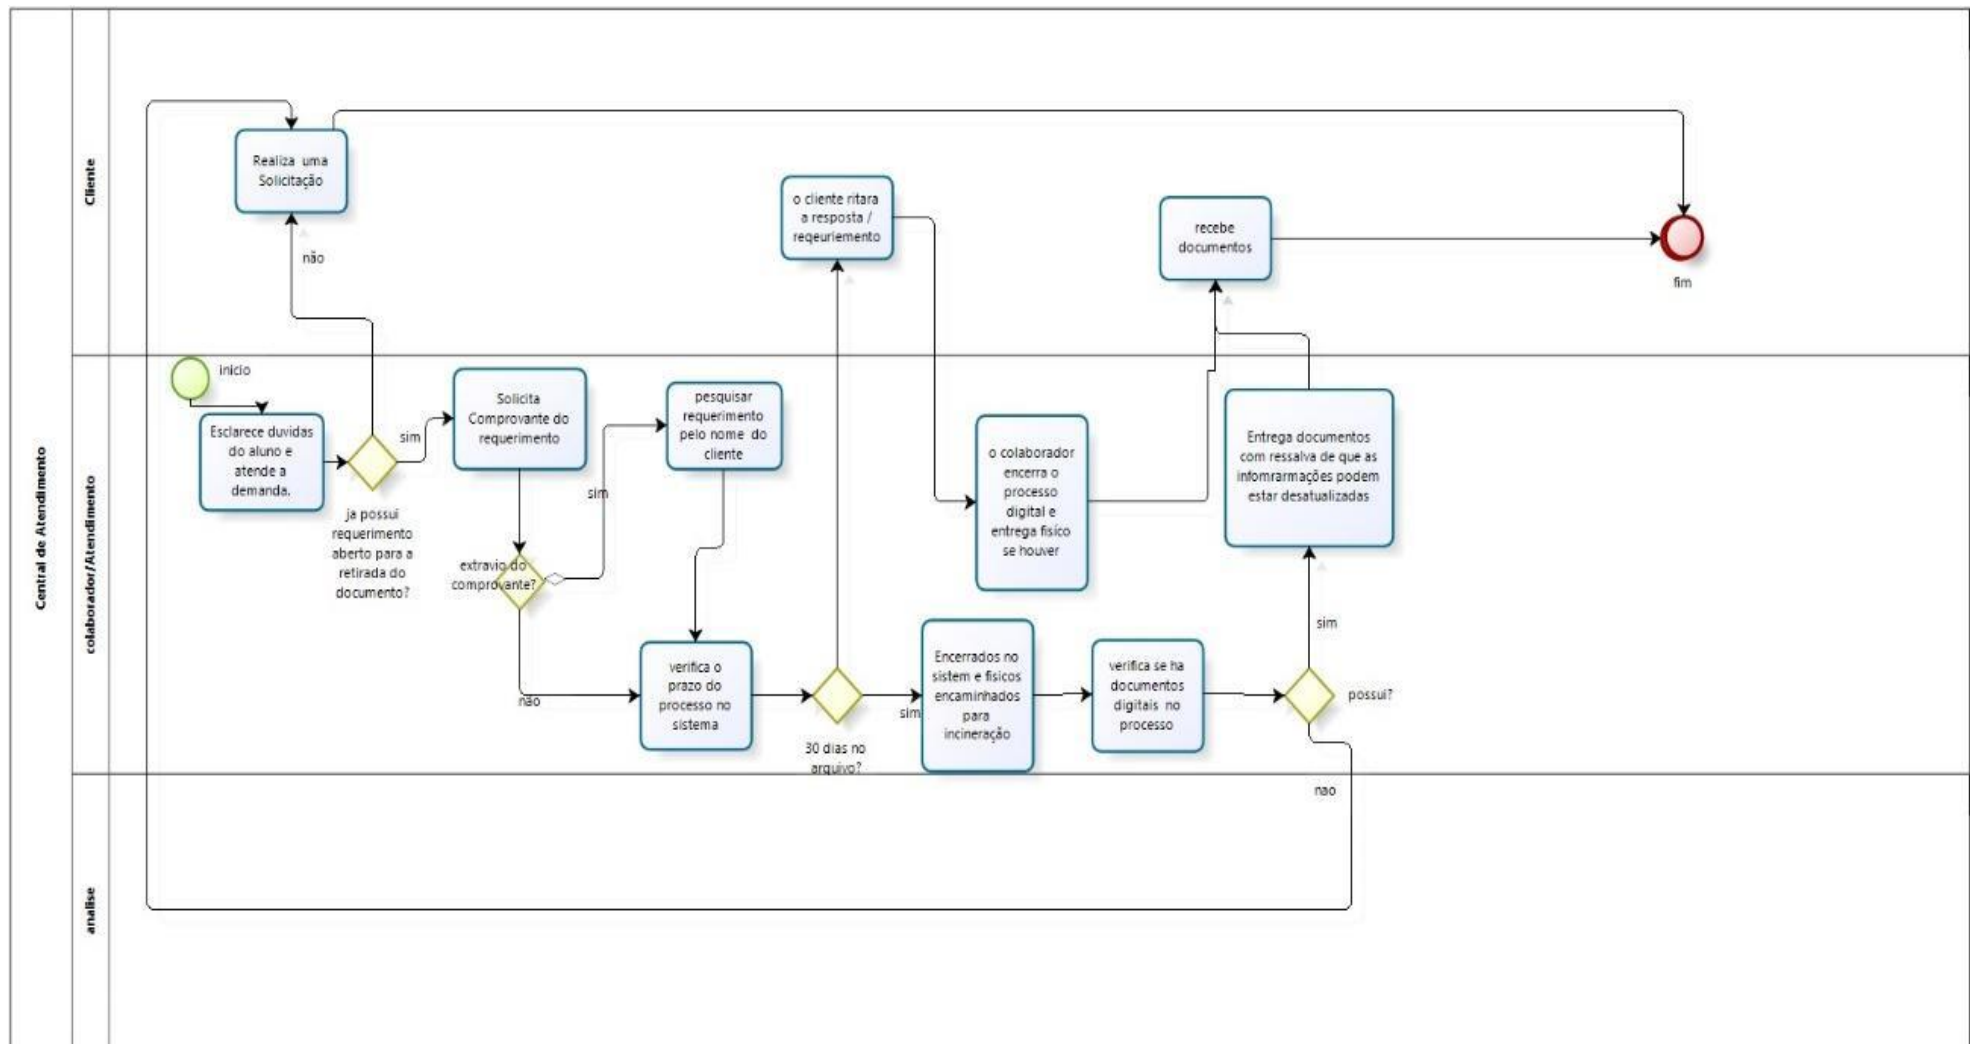 Central de Atendimento
Cliente
Realiza uma
Solicitação
não
o cliente ritara
a resposta /
reqeuriemento
recebe
documentos
fim
colaborador/Atendimento
inicio
Esclarece duvidas
do aluno e
atende a
demanda.
ja possui
requerimento
aberto para a
retirada do
documento?
sim
Solicita
Comprovante do
requerimento
extravio do
comprovante?
sim
não
pesquisar
requerimento
pelo nome do
cliente
verifica o
prazo do
processo no
sistema
30 dias no
arquivo?
sim
o colaborador
encerra o
processo
digital e
entrega fisíco
se houver
Encerrados no
sistem e fisicos
encaminhados
para
incineração
verifica se ha
documentos
digitais no
processo
possui?
sim
Entrega documentos
com ressalva de que as
infomrarmações podem
estar desatualizadas
nao
analise